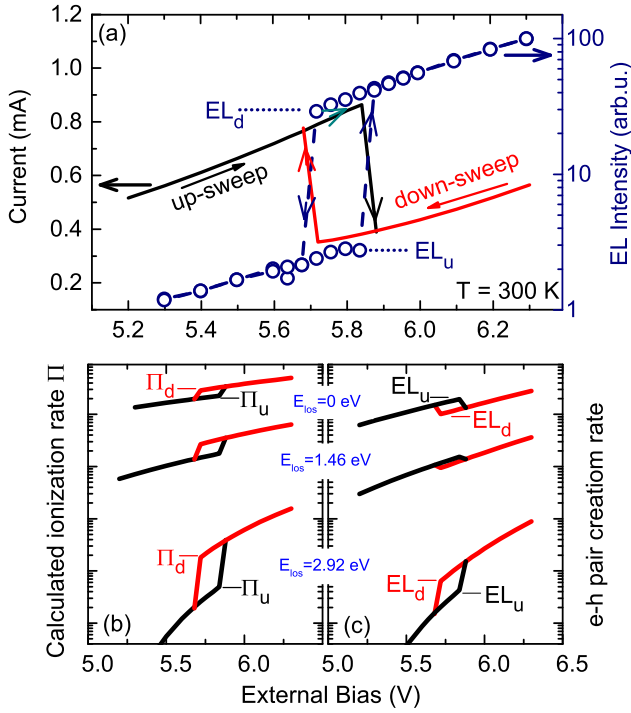 (a)
Current (mA)
1.2
1.0
0.8
0.6
0.4
0.2
EL_d
up-sweep
down-sweep
EL_u
T = 300 K
100
10
1
EL Intensity (arb.u.)
5.2 5.4 5.6 5.8 6.0 6.2
Calculated ionization rate Π
Π_d
Π_u
E_los=0 eV
EL_u
EL_d
E_los=1.46 eV
Π_d
Π_u
E_los=2.92 eV
EL_d
EL_u
(b)
(c)
e-h pair creatiom rate
5.0 5.5 6.0 5.0 5.5 6.0 6.5
External Bias (V)